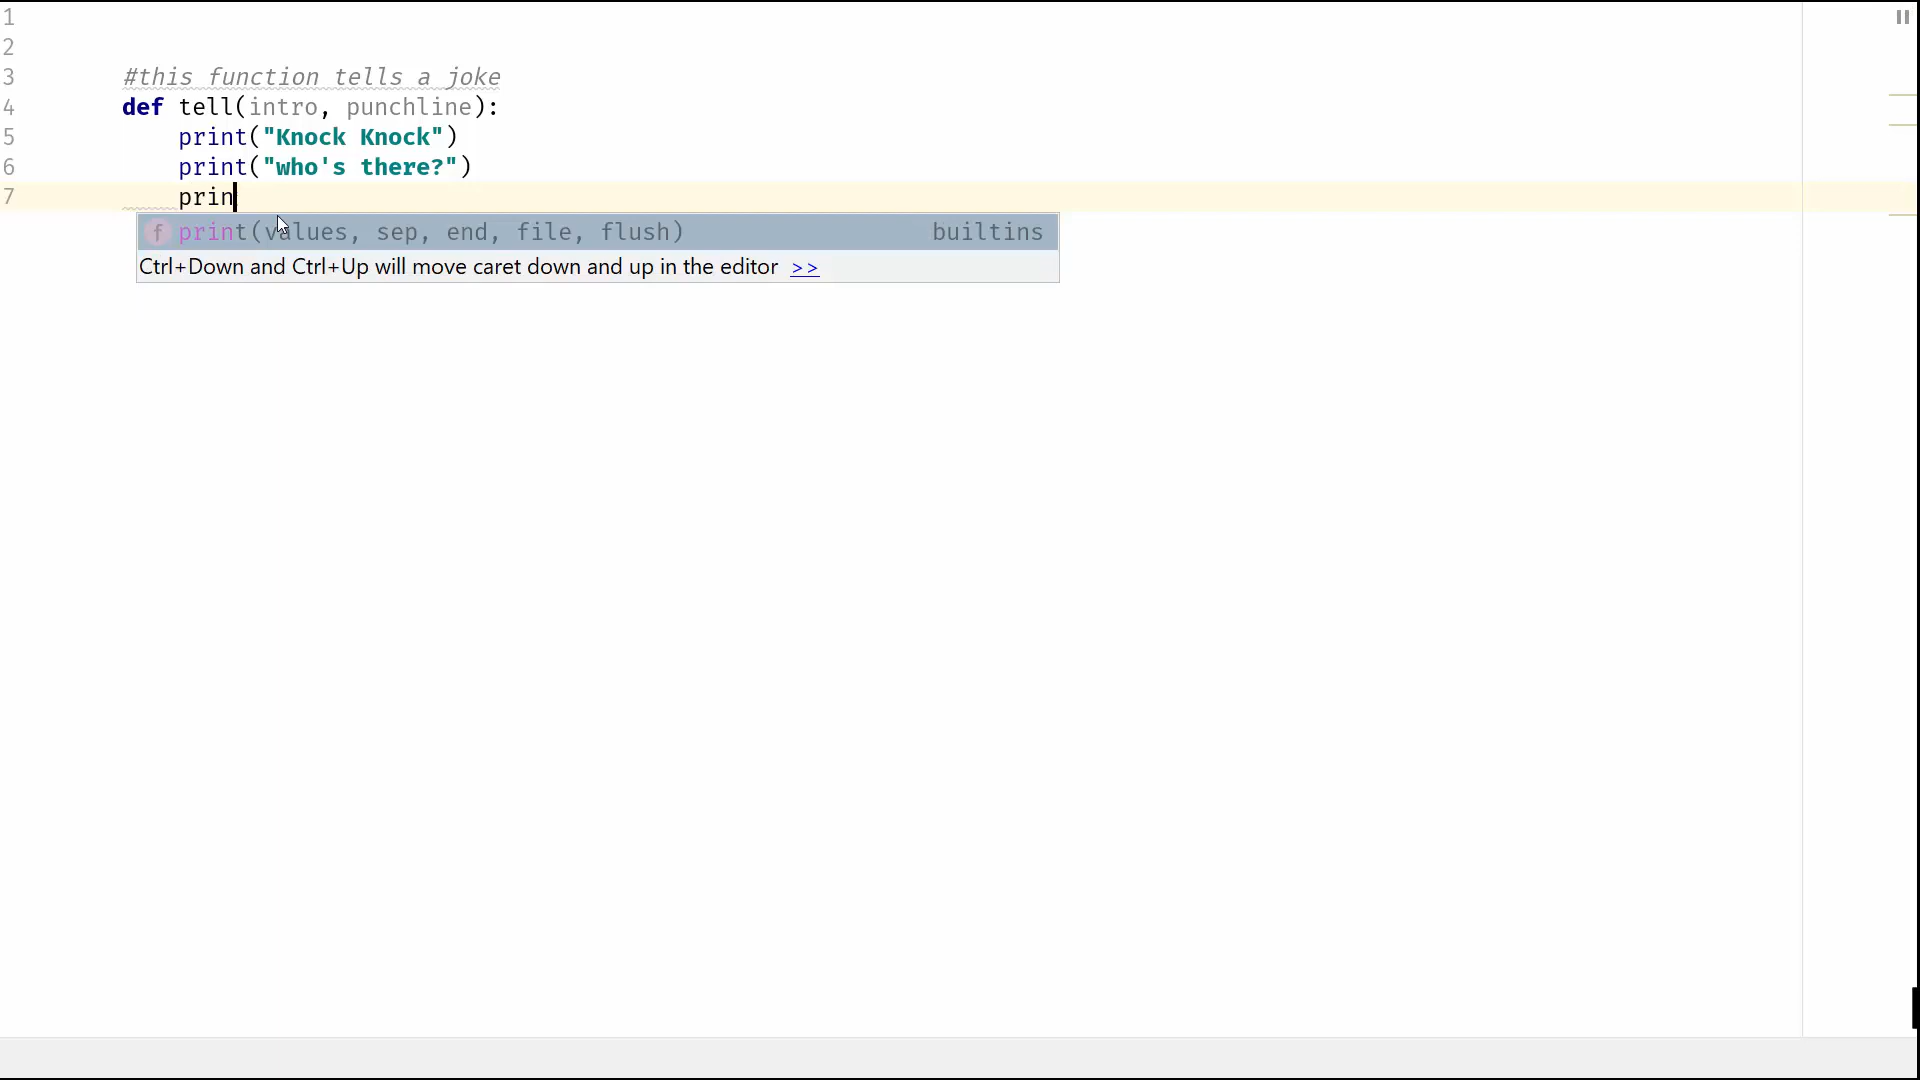 1
2
3 #this function tells a joke
4 def tell(intro, punchline):
5 print("Knock Knock")
6 print("who's there?")
7 prin
f print(values, sep, end, file, flush) builtins
Ctrl+Down and Ctrl+Up will move caret down and up in the editor >>